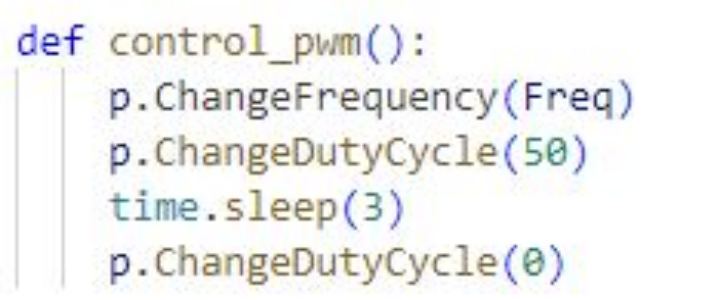 def control_pwm():
p.ChangeFrequency(Freq)
p.ChangeDutyCycle(50)
time.sleep(3)
p.ChangeDutyCycle(0)